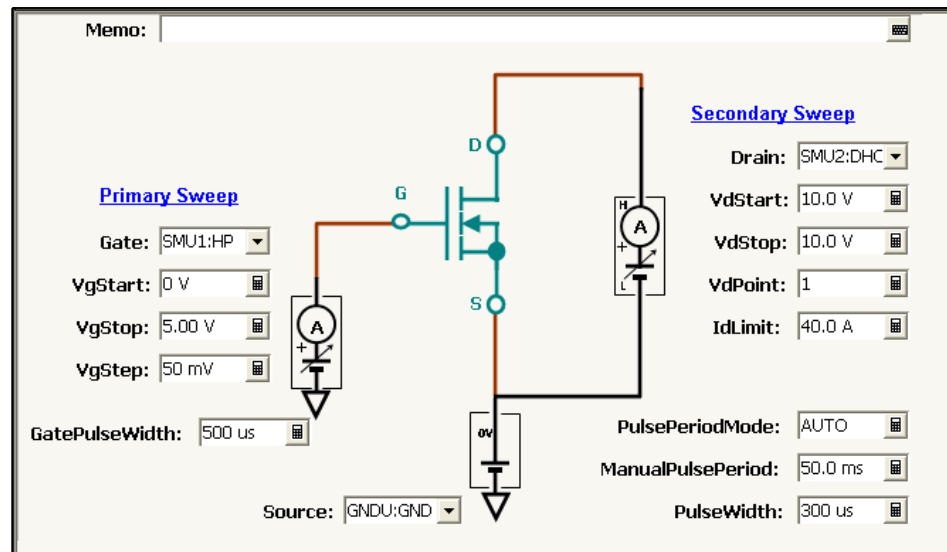 Memo:
Primary Sweep
Gate: SMU1:HP
VgStart: 0 V
VgStop: 5.00 V
VgStep: 50 mV
GatePulseWidth: 500 us
G
D
S
A
+
H
A
+
L
0V
Source: GNDU:GND
Secondary Sweep
Drain: SMU2:DHC
VdStart: 10.0 V
VdStop: 10.0 V
VdPoint: 1
IdLimit: 40.0 A
PulsePeriodMode: AUTO
ManualPulsePeriod: 50.0 ms
PulseWidth: 300 us